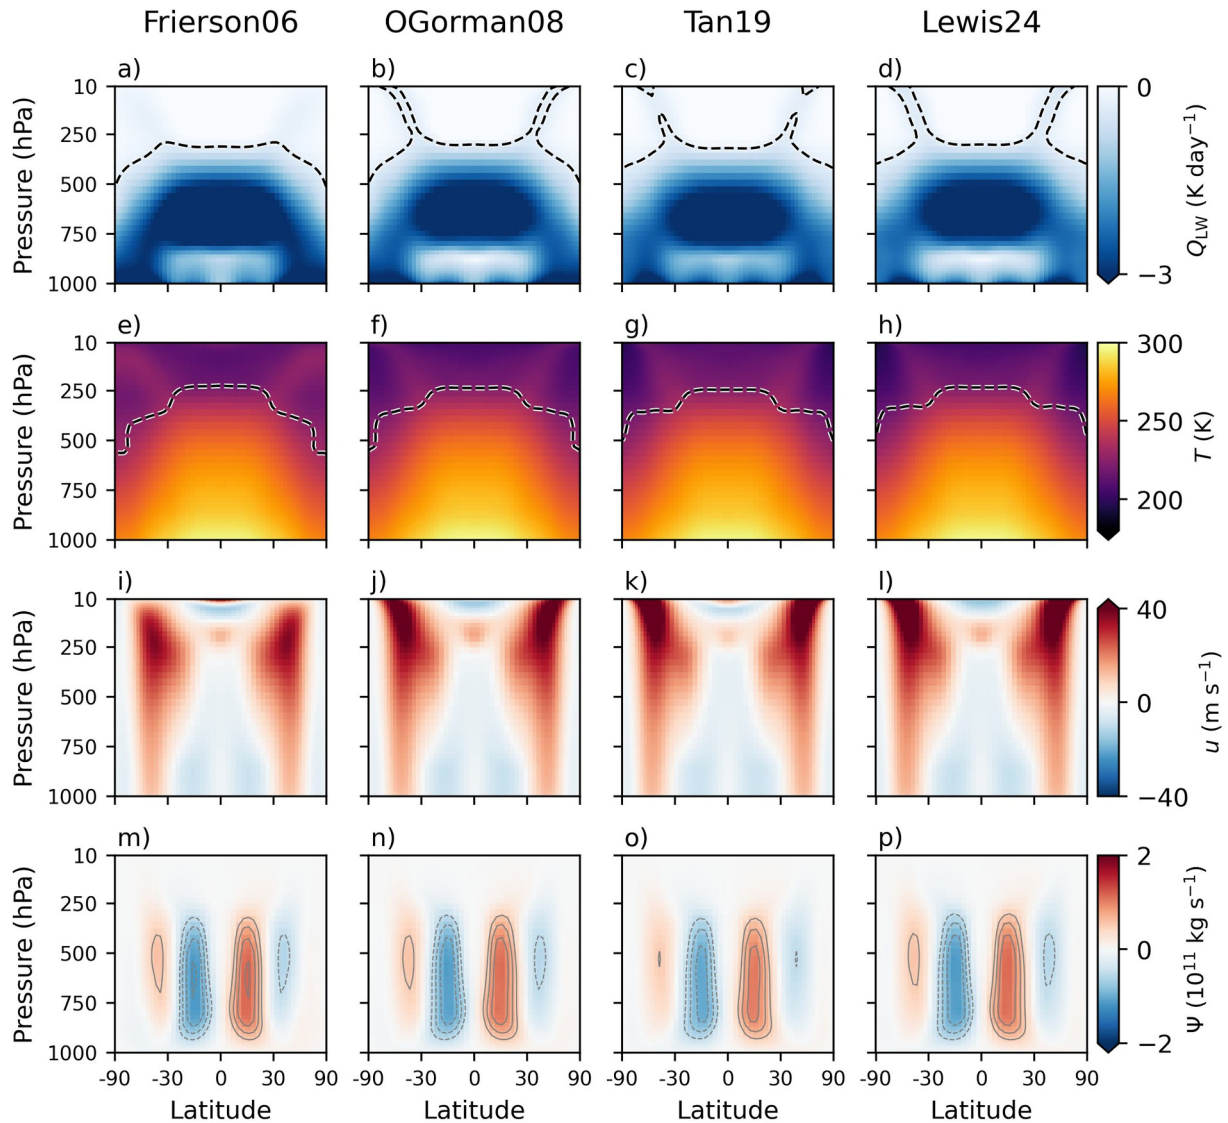 Frierson06 OGorman08 Tan19 Lewis24
a) b) c) d)
10 250 500 750 1000
Pressure (hPa)
0 −3
Q_LW (K day⁻¹)
e) f) g) h)
10 250 500 750 1000
Pressure (hPa)
300 250 200
T (K)
i) j) k) l)
10 250 500 750 1000
Pressure (hPa)
40 0 −40
u (m s⁻¹)
m) n) o) p)
10 250 500 750 1000
Pressure (hPa)
2 0 −2
Ψ (10¹¹ kg s⁻¹)
-90 -30 0 30 90 -90 -30 0 30 90 -90 -30 0 30 90 -90 -30 0 30 90
Latitude Latitude Latitude Latitude